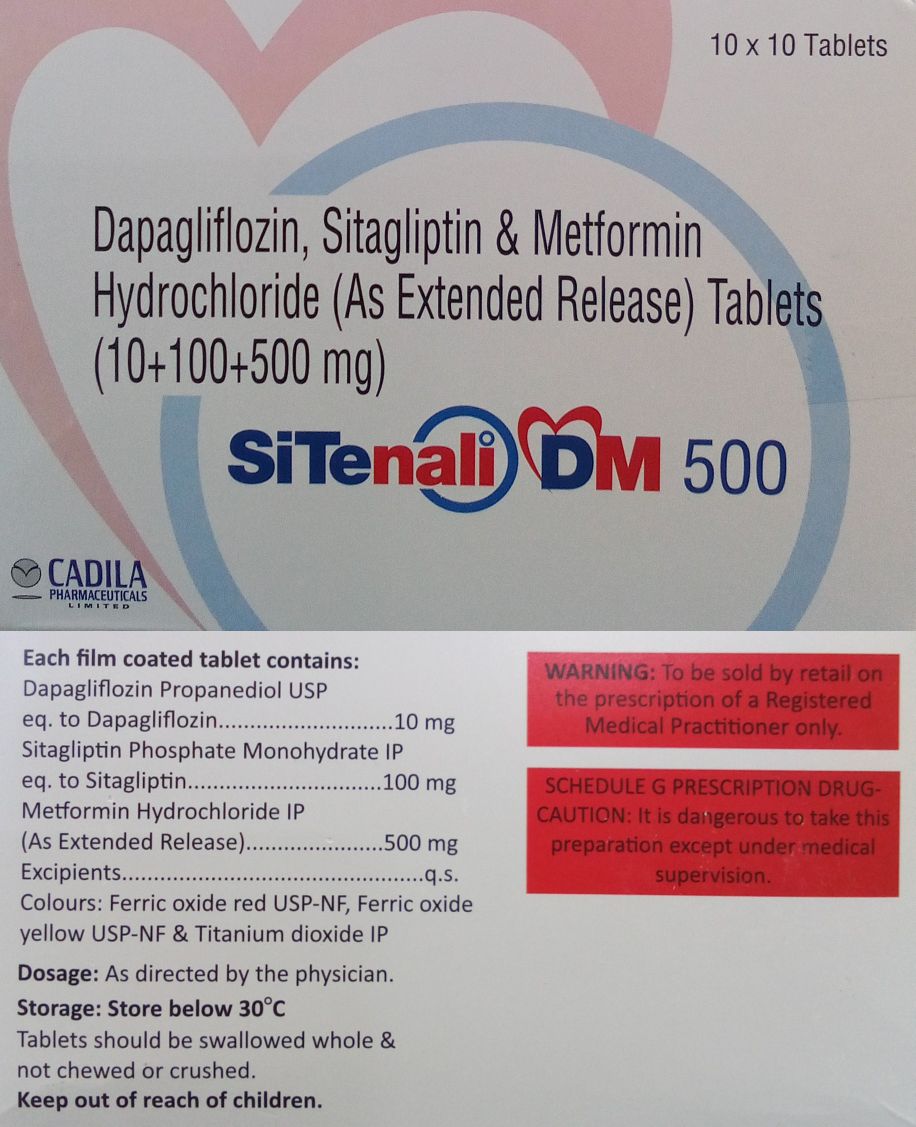 10 x 10 Tablets
Dapagliflozin, Sitagliptin & Metformin
Hydrochloride (As Extended Release) Tablets
(10+100+500 mg)
SiTenali DM 500
CADILA
PHARMACEUTICALS
LIMITED
Each film coated tablet contains:
Dapagliflozin Propanediol USP
eq. to Dapagliflozin............................10 mg
Sitagliptin Phosphate Monohydrate IP
eq. to Sitagliptin...............................100 mg
Metformin Hydrochloride IP
(As Extended Release)......................500 mg
Excipients................................................q.s.
Colours: Ferric oxide red USP-NF, Ferric oxide
yellow USP-NF & Titanium dioxide IP
Dosage: As directed by the physician.
Storage: Store below 30°C
Tablets should be swallowed whole &
not chewed or crushed.
Keep out of reach of children.
WARNING: To be sold by retail on
the prescription of a Registered
Medical Practitioner only.
SCHEDULE G PRESCRIPTION DRUG-
CAUTION: It is dangerous to take this
preparation except under medical
supervision.